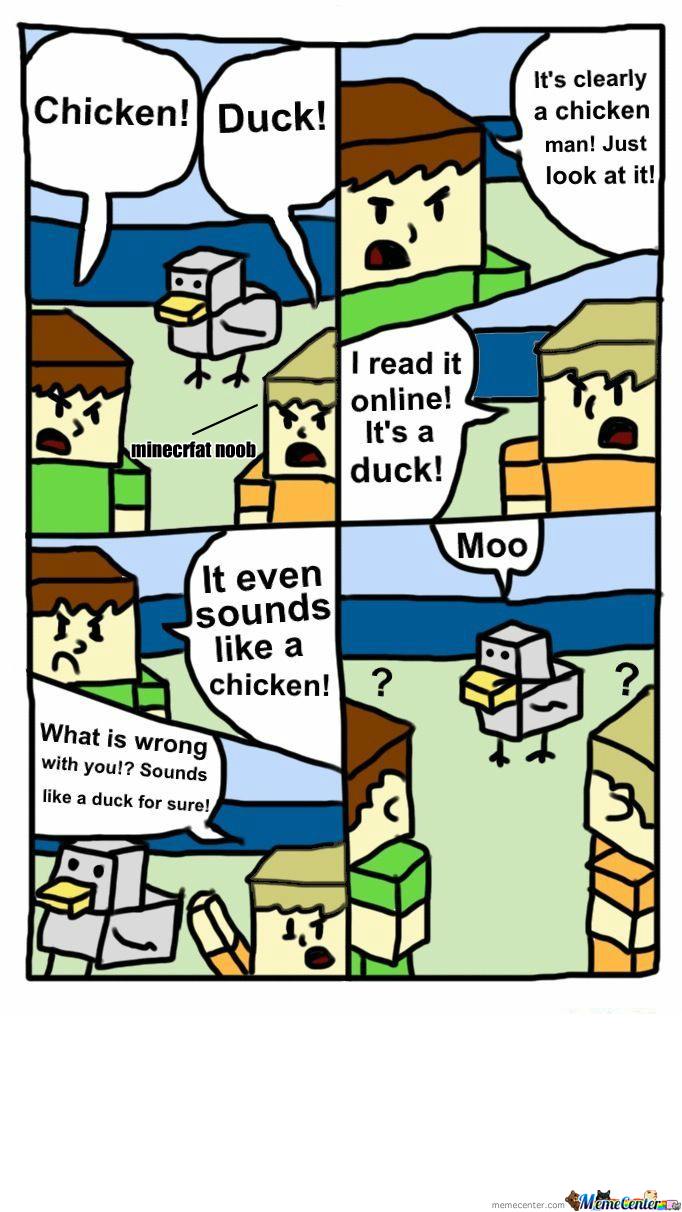 Chicken!
Duck!
minecrfat noob
It's clearly
a chicken
man! Just
look at it!
I read it
online!
It's a
duck!
It even
sounds
like a
chicken!
What is wrong
with you!? Sounds
like a duck for sure!
Moo
?
?
memecenter.com MemeCenter